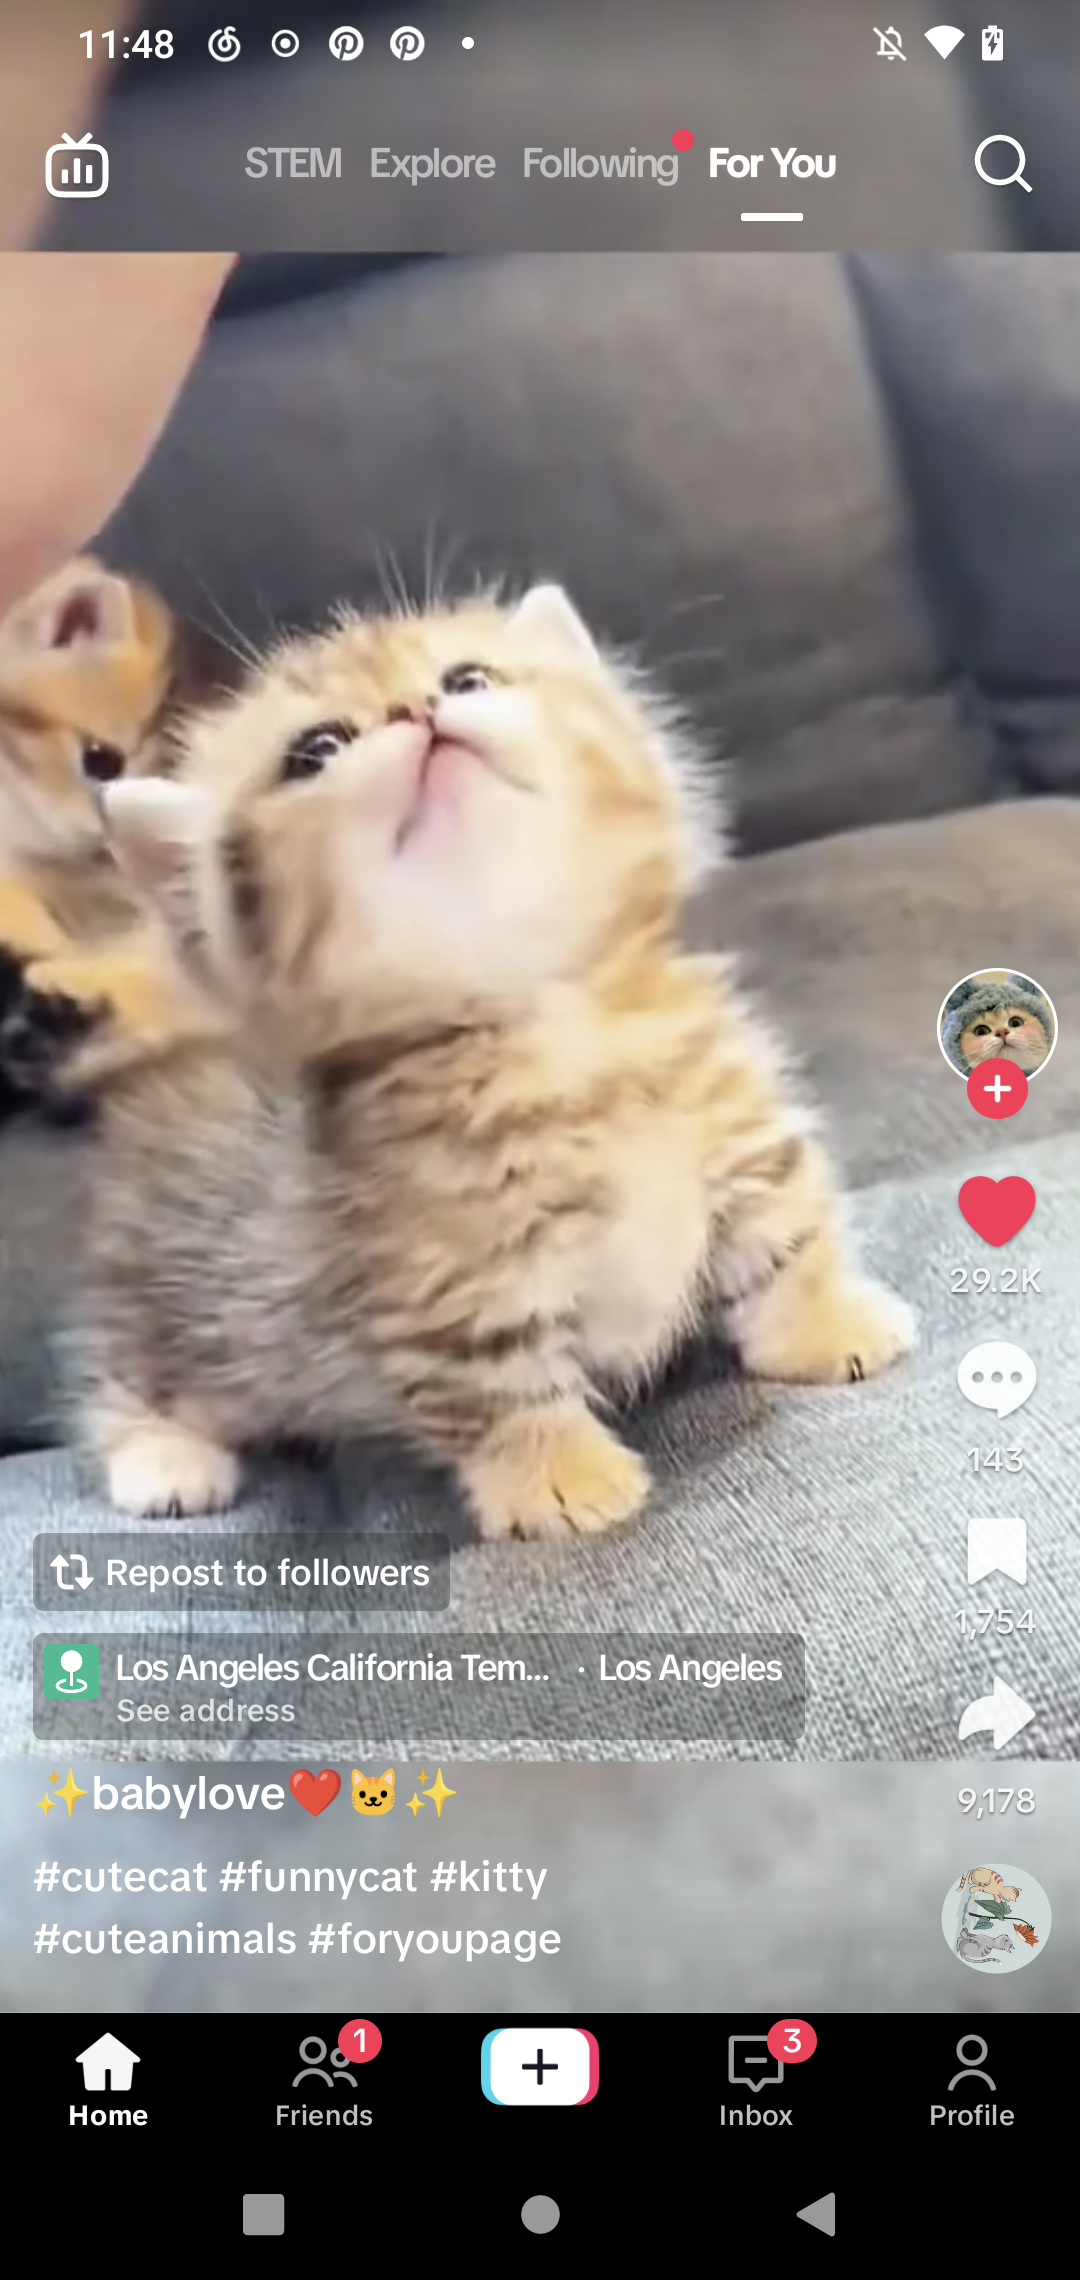 11:48
STEM Explore Following For You
29.2K
143
1,754
9,178
Repost to followers
Los Angeles California Tem... · Los Angeles
See address
✨babylove❤️🐱✨
#cutecat #funnycat #kitty
#cuteanimals #foryoupage
1
3
Home Friends Inbox Profile